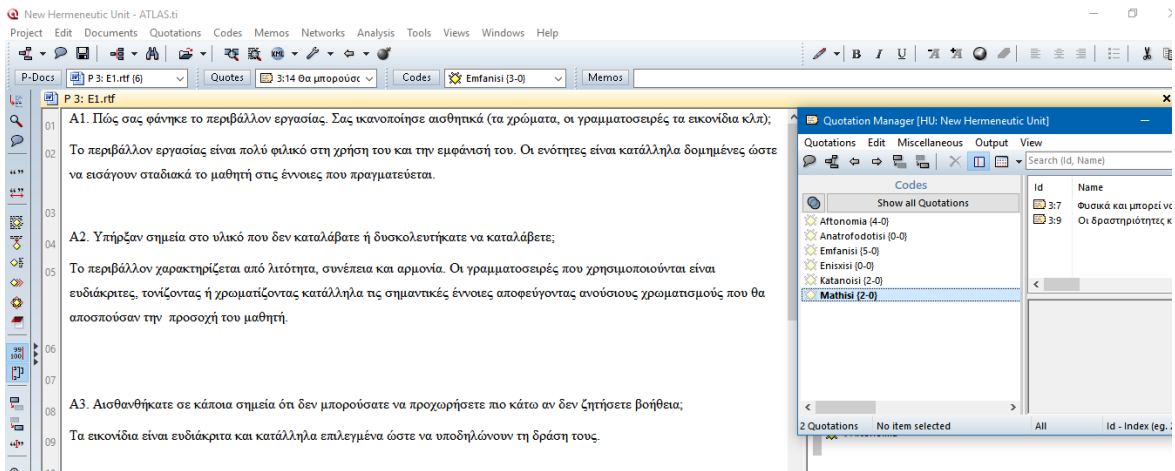 New Hermeneutic Unit - ATLAS.ti
Project Edit Documents Quotations Codes Memos Networks Analysis Tools Views Windows Help
B I U
P-Docs P 3: E1.rtf {6} Quotes 3:14 Θα μπορούσ Codes Emfanisi {3-0} Memos
P 3: E1.rtf
01 Α1. Πώς σας φάνηκε το περιβάλλον εργασίας. Σας ικανοποίησε αισθητικά (τα χρώματα, οι γραμματοσειρές τα εικονίδια κλπ);
02 Το περιβάλλον εργασίας είναι πολύ φιλικό στη χρήση του και την εμφάνισή του. Οι ενότητες είναι κατάλληλα δομημένες ώστε
να εισάγουν σταδιακά το μαθητή στις έννοιες που πραγματεύεται.
03
04 Α2. Υπήρξαν σημεία στο υλικό που δεν καταλάβατε ή δυσκολευτήκατε να καταλάβετε;
05 Το περιβάλλον χαρακτηρίζεται από λιτότητα, συνέπεια και αρμονία. Οι γραμματοσειρές που χρησιμοποιούνται είναι
ευδιάκριτες, τονίζοντας ή χρωματίζοντας κατάλληλα τις σημαντικές έννοιες αποφεύγοντας ανούσιους χρωματισμούς που θα
αποσπούσαν την προσοχή του μαθητή.
06
07
08 Α3. Αισθανθήκατε σε κάποια σημεία ότι δεν μπορούσατε να προχωρήσετε πιο κάτω αν δεν ζητήσετε βοήθεια;
09 Τα εικονίδια είναι ευδιάκριτα και κατάλληλα επιλεγμένα ώστε να υποδηλώνουν τη δράση τους.
Quotation Manager [HU: New Hermeneutic Unit]
Quotations Edit Miscellaneous Output View
Search (Id, Name)
Codes
Show all Quotations
Aftonomia {4-0}
Anatrofodotisi {0-0}
Emfanisi {5-0}
Enisxisi {0-0}
Katanoisi {2-0}
Mathisi {2-0}
Id Name
3:7 Φυσικά και μπορεί να
3:9 Οι δραστηριότητες κ
2 Quotations No item selected All Id - Index (eg.